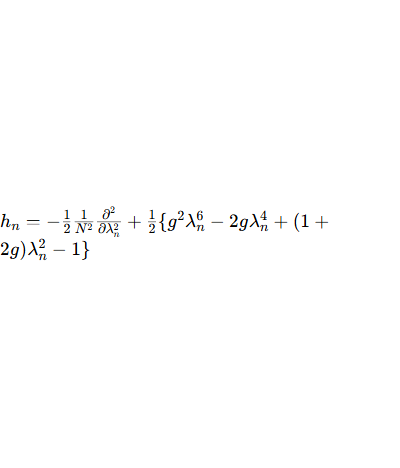 $h_n = -\frac{1}{2}\frac{1}{N^2}\frac{\partial^2}{\partial\lambda_n^2} + \frac{1}{2}\{g^2\lambda_n^6 - 2g\lambda_n^4 + (1 +$
$2g)\lambda_n^2 - 1\}$